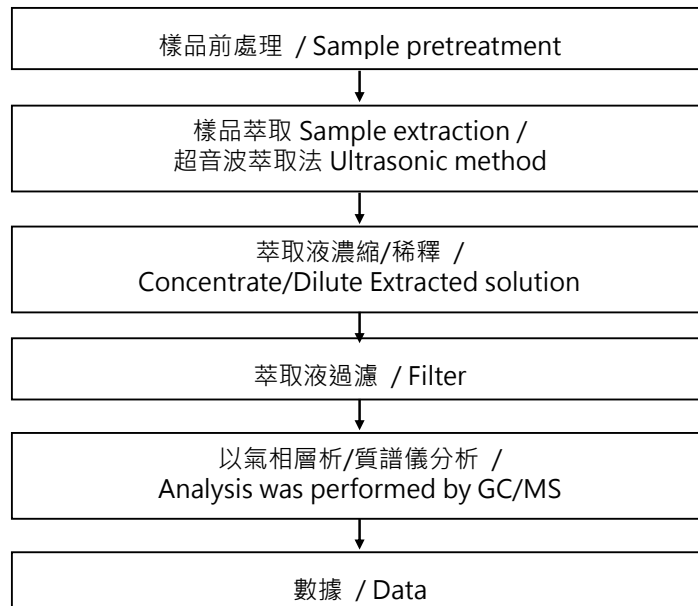 樣品前處理 / Sample pretreatment
樣品萃取 Sample extraction /
超音波萃取法 Ultrasonic method
萃取液濃縮/稀釋 /
Concentrate/Dilute Extracted solution
萃取液過濾 / Filter
以氣相層析/質譜儀分析 /
Analysis was performed by GC/MS
數據 / Data